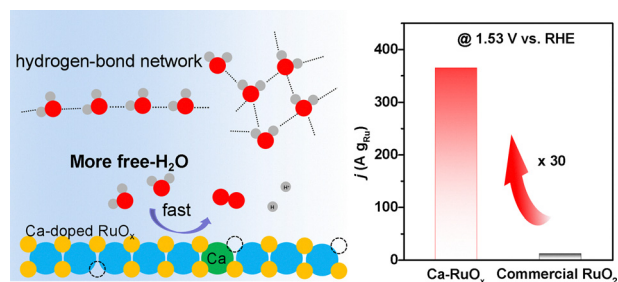 hydrogen-bond network
More free-H₂O
fast
H⁺
H
Ca-doped RuOₓ
Ca
@ 1.53 V vs. RHE
400
300
200
100
0
j (A g_Ru)
x 30
Ca-RuOₓ
Commercial RuO₂